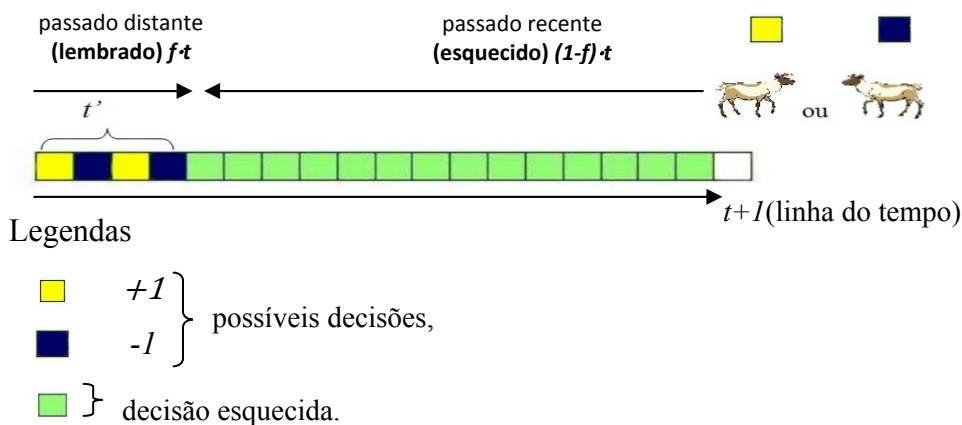 passado distante
(lembrado) f·t
passado recente
(esquecido) (1-f)·t
t’
ou
t+1(linha do tempo)
Legendas
+1
-1
possíveis decisões,
decisão esquecida.